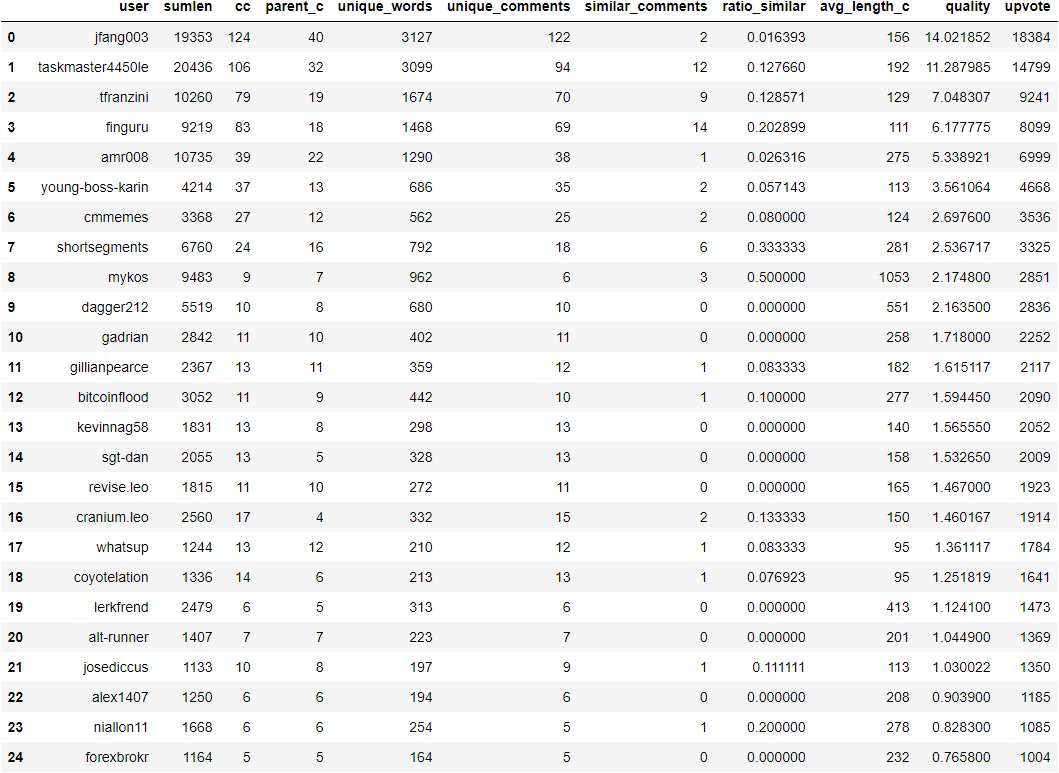 user sumlen cc parent_c unique_words unique_comments similar_comments ratio_similar avg_length_c quality upvote
0 jfang003 19353 124 40 3127 122 2 0.016393 156 14.021852 18384
1 taskmaster4450le 20436 106 32 3099 94 12 0.127660 192 11.287985 14799
2 tfranzini 10260 79 19 1674 70 9 0.128571 129 7.048307 9241
3 finguru 9219 83 18 1468 69 14 0.202899 111 6.177775 8099
4 amr008 10735 39 22 1290 38 1 0.026316 275 5.338921 6999
5 young-boss-karin 4214 37 13 686 35 2 0.057143 113 3.561064 4668
6 cmmemes 3368 27 12 562 25 2 0.080000 124 2.697600 3536
7 shortsegments 6760 24 16 792 18 6 0.333333 281 2.536717 3325
8 mykos 9483 9 7 962 6 3 0.500000 1053 2.174800 2851
9 dagger212 5519 10 8 680 10 0 0.000000 551 2.163500 2836
10 gadrian 2842 11 10 402 11 0 0.000000 258 1.718000 2252
11 gillianpearce 2367 13 11 359 12 1 0.083333 182 1.615117 2117
12 bitcoinflood 3052 11 9 442 10 1 0.100000 277 1.594450 2090
13 kevinnag58 1831 13 8 298 13 0 0.000000 140 1.565550 2052
14 sgt-dan 2055 13 5 328 13 0 0.000000 158 1.532650 2009
15 revise.leo 1815 11 10 272 11 0 0.000000 165 1.467000 1923
16 cranium.leo 2560 17 4 332 15 2 0.133333 150 1.460167 1914
17 whatsup 1244 13 12 210 12 1 0.083333 95 1.361117 1784
18 coyotelation 1336 14 6 213 13 1 0.076923 95 1.251819 1641
19 lerkfrend 2479 6 5 313 6 0 0.000000 413 1.124100 1473
20 alt-runner 1407 7 7 223 7 0 0.000000 201 1.044900 1369
21 josediccus 1133 10 8 197 9 1 0.111111 113 1.030022 1350
22 alex1407 1250 6 6 194 6 0 0.000000 208 0.903900 1185
23 niallon11 1668 6 6 254 5 1 0.200000 278 0.828300 1085
24 forexbrokr 1164 5 5 164 5 0 0.000000 232 0.765800 1004